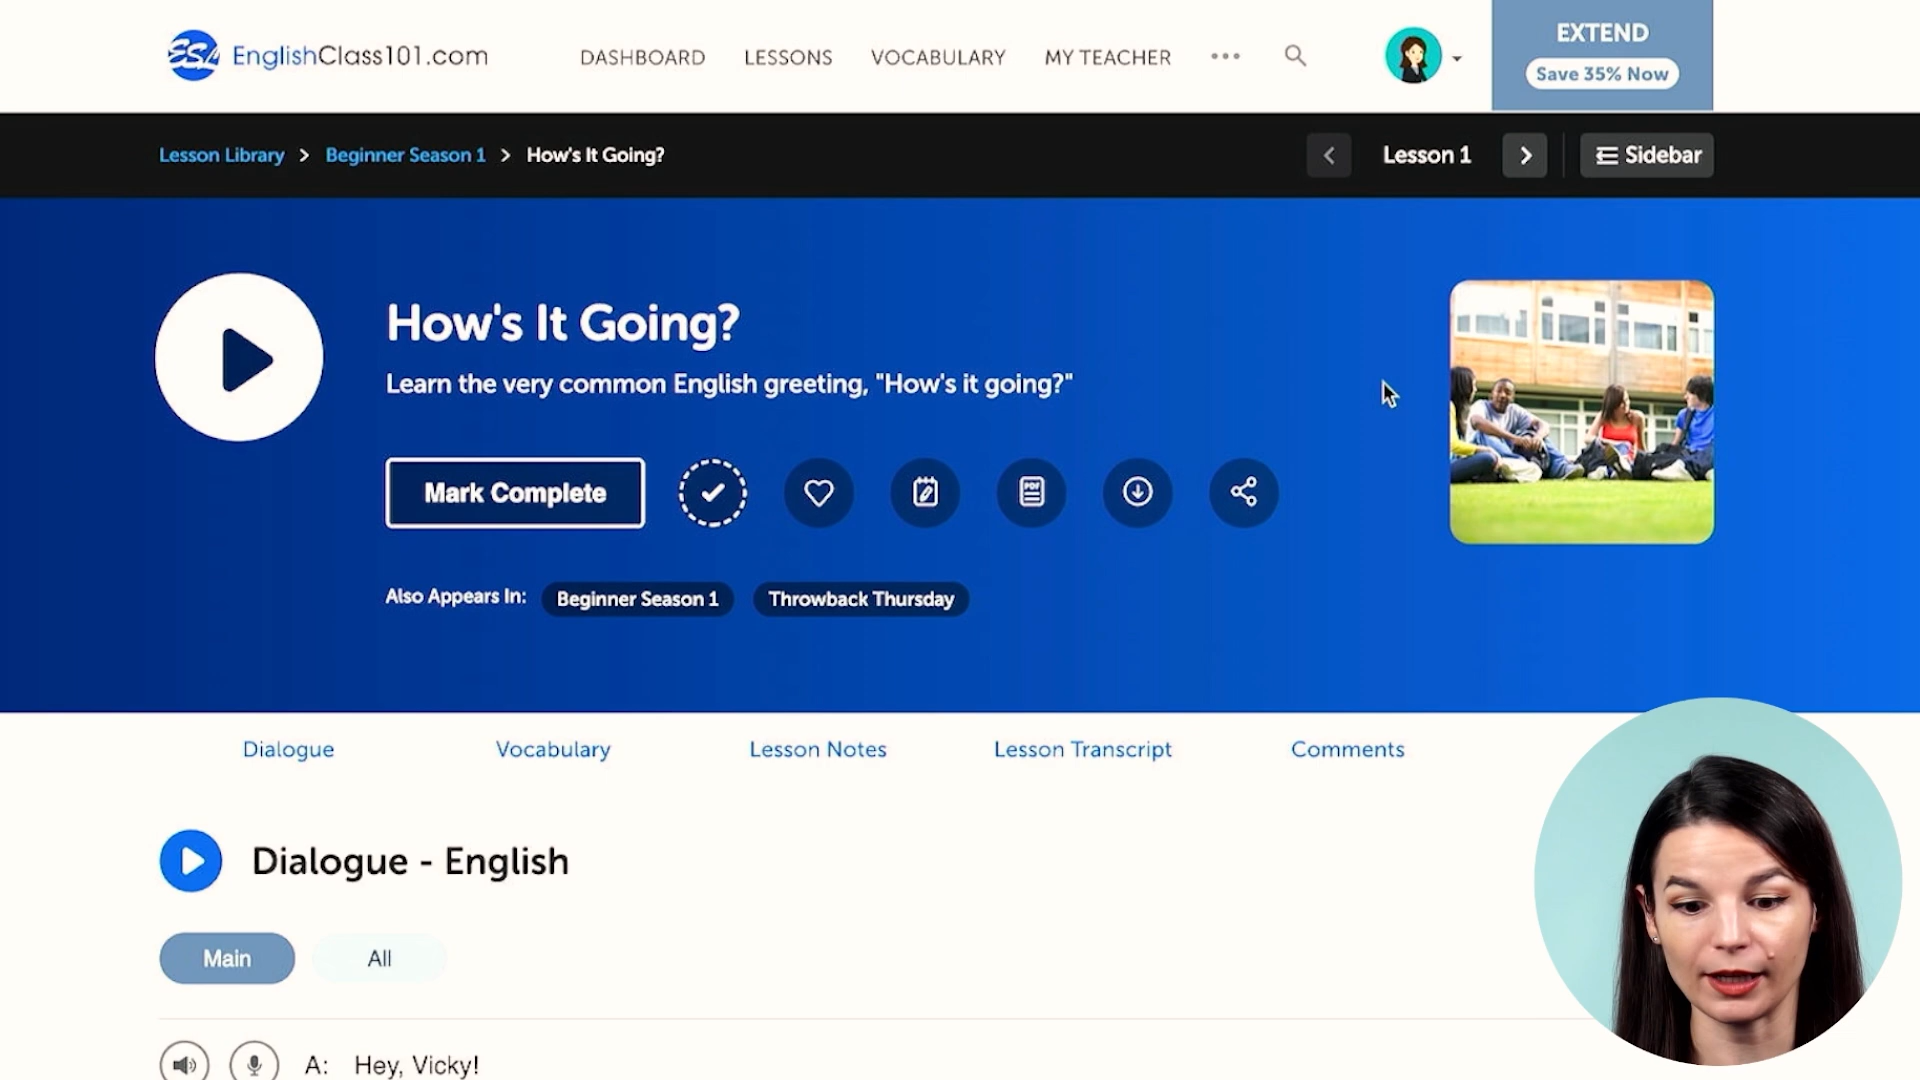 ESL EnglishClass101.com
DASHBOARD
LESSONS
VOCABULARY
MY TEACHER
EXTEND
Save 35% Now
Lesson Library > Beginner Season 1 > How's It Going?
Lesson 1
Sidebar
How's It Going?
Learn the very common English greeting, "How's it going?"
Mark Complete
PDF
Also Appears In:
Beginner Season 1
Throwback Thursday
Dialogue
Vocabulary
Lesson Notes
Lesson Transcript
Comments
Dialogue - English
Main
All
A: Hey, Vicky!